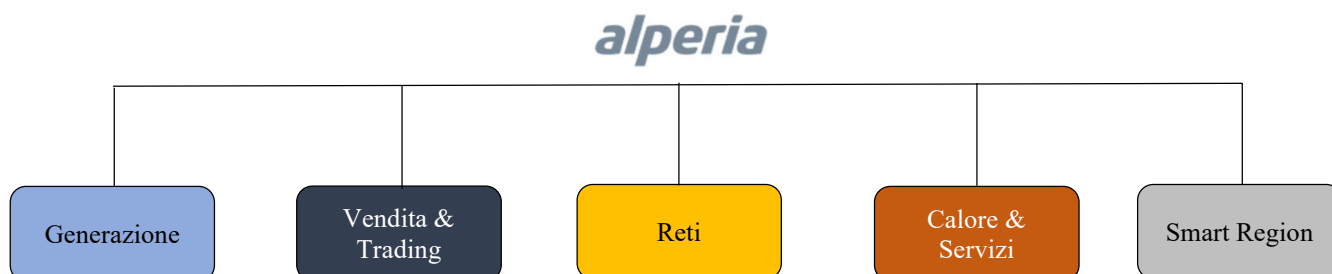 alperia
Generazione
Vendita &
Trading
Reti
Calore &
Servizi
Smart Region